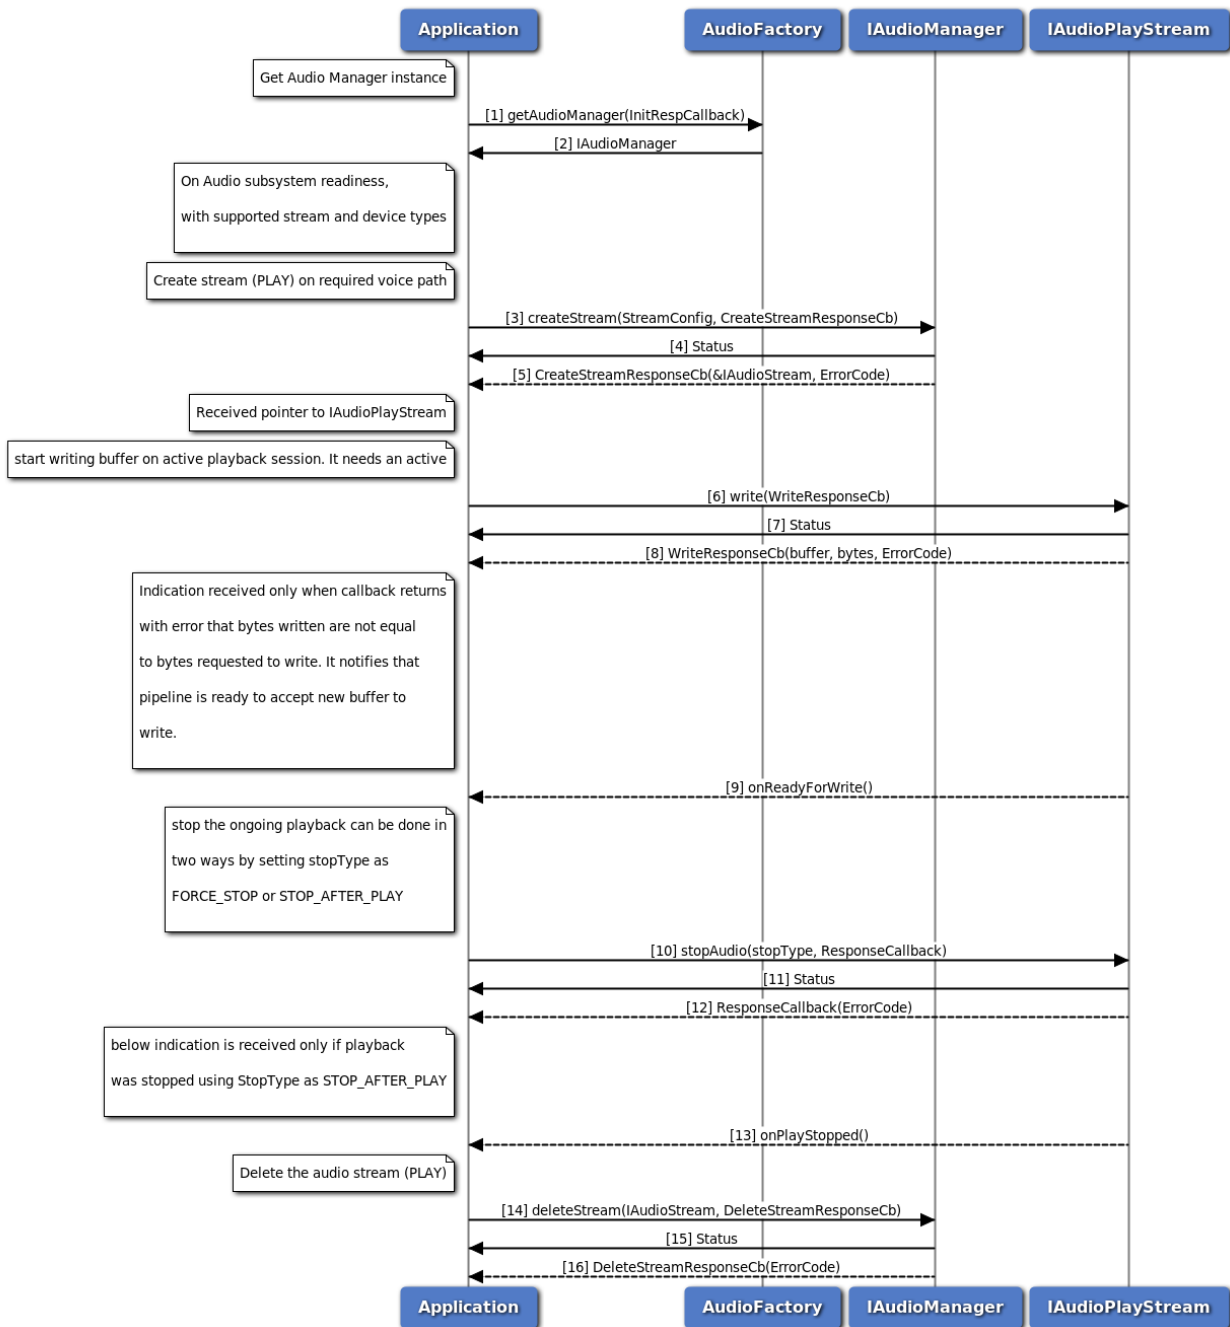 Application
AudioFactory
IAudioManager
IAudioPlayStream
Get Audio Manager instance
[1] getAudioManager(InitRespCallback)
[2] IAudioManager
On Audio subsystem readiness,
with supported stream and device types
Create stream (PLAY) on required voice path
[3] createStream(StreamConfig, CreateStreamResponseCb)
[4] Status
[5] CreateStreamResponseCb(&IAudioStream, ErrorCode)
Received pointer to IAudioPlayStream
start writing buffer on active playback session. It needs an active
[6] write(WriteResponseCb)
[7] Status
[8] WriteResponseCb(buffer, bytes, ErrorCode)
Indication received only when callback returns
with error that bytes written are not equal
to bytes requested to write. It notifies that
pipeline is ready to accept new buffer to
write.
[9] onReadyForWrite()
stop the ongoing playback can be done in
two ways by setting stopType as
FORCE_STOP or STOP_AFTER_PLAY
[10] stopAudio(stopType, ResponseCallback)
[11] Status
[12] ResponseCallback(ErrorCode)
below indication is received only if playback
was stopped using StopType as STOP_AFTER_PLAY
[13] onPlayStopped()
Delete the audio stream (PLAY)
[14] deleteStream(IAudioStream, DeleteStreamResponseCb)
[15] Status
[16] DeleteStreamResponseCb(ErrorCode)
Application
AudioFactory
IAudioManager
IAudioPlayStream